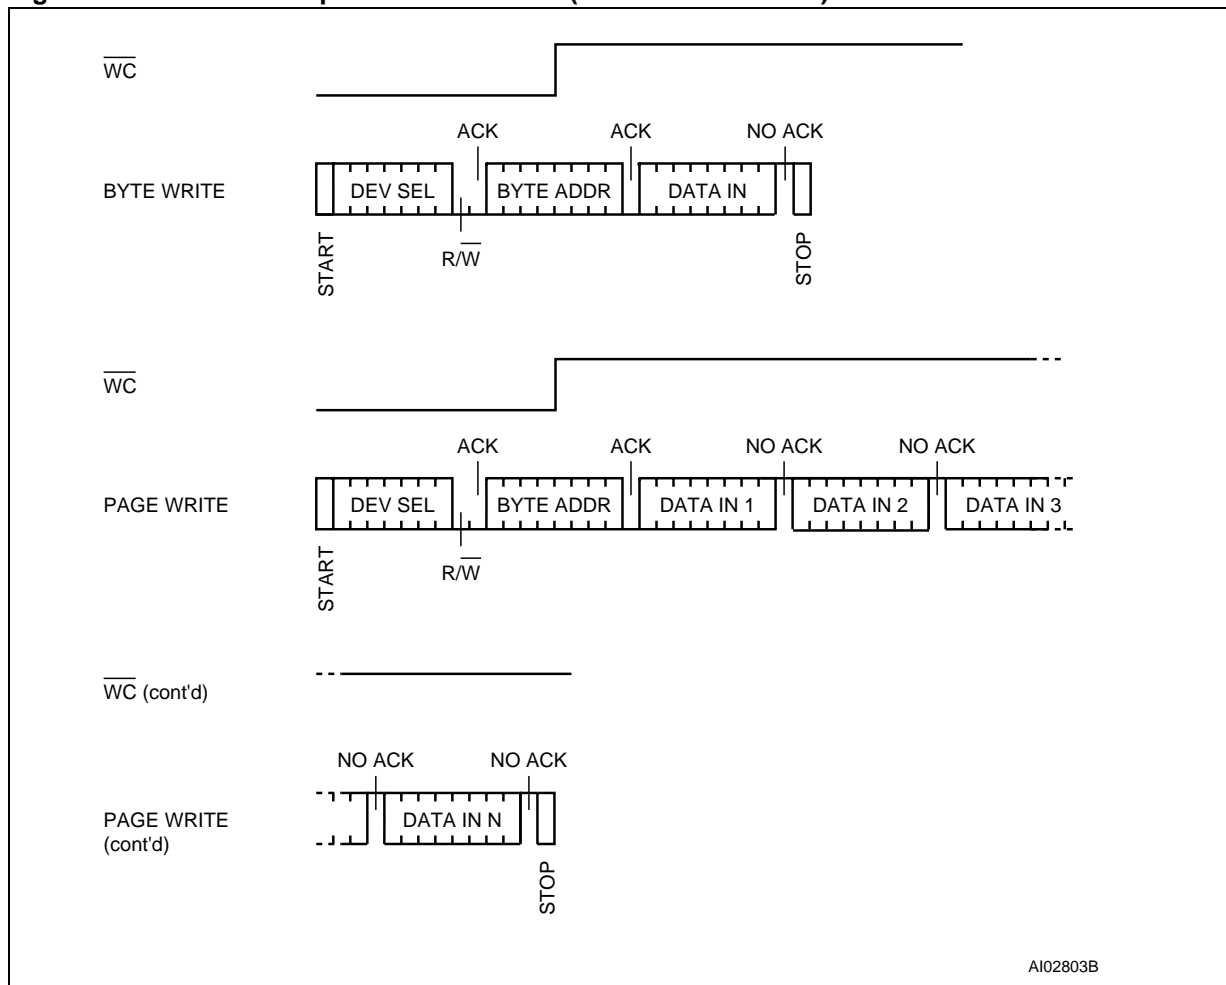 WC
ACK ACK NO ACK
BYTE WRITE DEV SEL BYTE ADDR DATA IN
START R/W STOP
WC
ACK ACK NO ACK NO ACK
PAGE WRITE DEV SEL BYTE ADDR DATA IN 1 DATA IN 2 DATA IN 3
START R/W
WC (cont'd)
NO ACK NO ACK
PAGE WRITE DATA IN N
(cont'd)
STOP
AI02803B